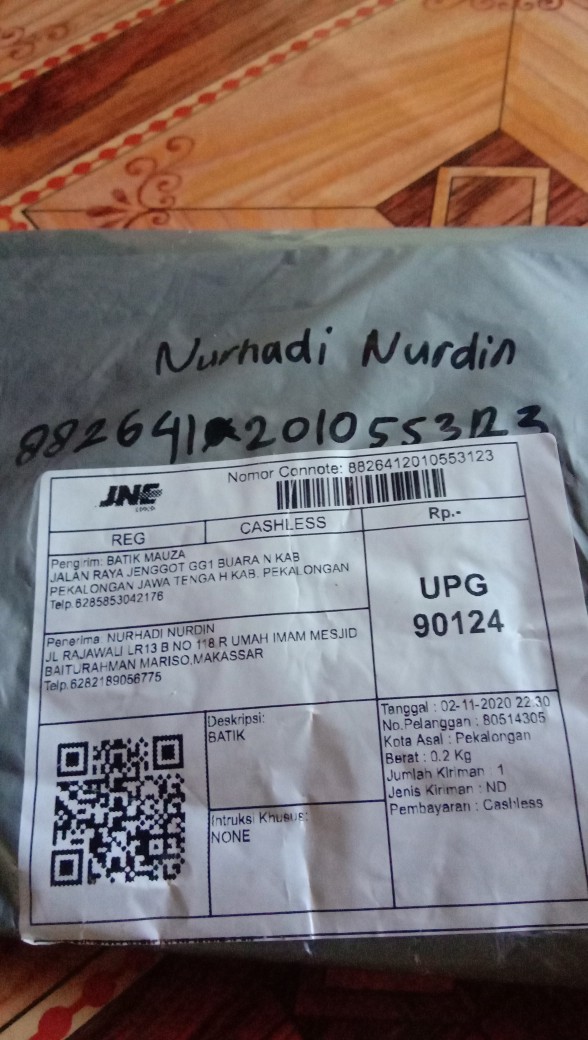 Nurhadi Nurdin
8826412010553123
Nomor Connote: 8826412010553123
JNE
REG
CASHLESS
Rp.-
Pengirim: BATIK MAUZA
JALAN RAYA JENGGOT GG1 BUARA N KAB
PEKALONGAN JAWA TENGA H KAB. PEKALONGAN
Telp.6285853042176
UPG
90124
Penerima: NURHADI NURDIN
JL RAJAWALI LR13 B NO 118 R UMAH IMAM MESJID
BAITURAHMAN MARISO,MAKASSAR
Telp.6282189056775
Deskripsi:
BATIK
Intruksi Khusus:
NONE
Tanggal : 02-11-2020 22.30
No.Pelanggan : 80514305
Kota Asal : Pekalongan
Berat : 0.2 Kg
Jumlah Kiriman : 1
Jenis Kiriman : ND
Pembayaran : Cashless